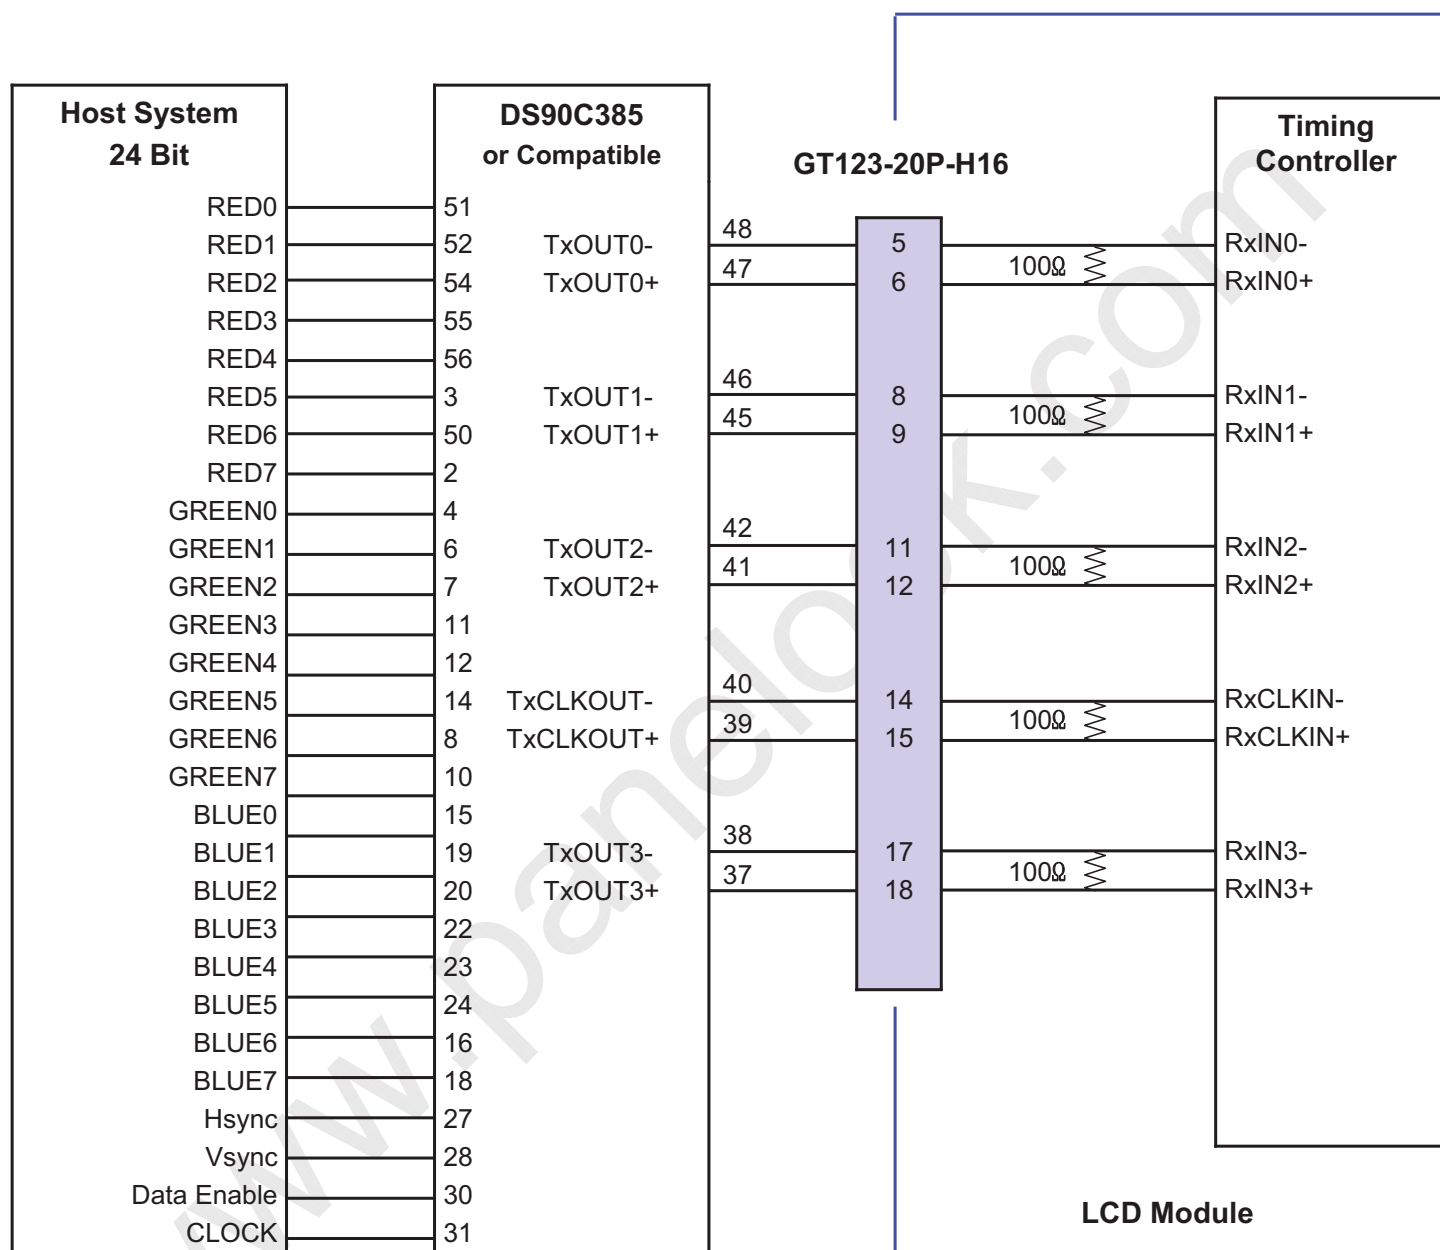 Host System
24 Bit
RED0
RED1
RED2
RED3
RED4
RED5
RED6
RED7
GREEN0
GREEN1
GREEN2
GREEN3
GREEN4
GREEN5
GREEN6
GREEN7
BLUE0
BLUE1
BLUE2
BLUE3
BLUE4
BLUE5
BLUE6
BLUE7
Hsync
Vsync
Data Enable
CLOCK
DS90C385
or Compatible
51
52
54
55
56
3
50
2
4
6
7
11
12
14
8
10
15
19
20
22
23
24
16
18
27
28
30
31
TxOUT0-
TxOUT0+
TxOUT1-
TxOUT1+
TxOUT2-
TxOUT2+
TxCLKOUT-
TxCLKOUT+
TxOUT3-
TxOUT3+
48
47
46
45
42
41
40
39
38
37
GT123-20P-H16
5
6
8
9
11
12
14
15
17
18
100Ω
100Ω
100Ω
100Ω
100Ω
Timing
Controller
RxIN0-
RxIN0+
RxIN1-
RxIN1+
RxIN2-
RxIN2+
RxCLKIN-
RxCLKIN+
RxIN3-
RxIN3+
LCD Module
www.panelook.com